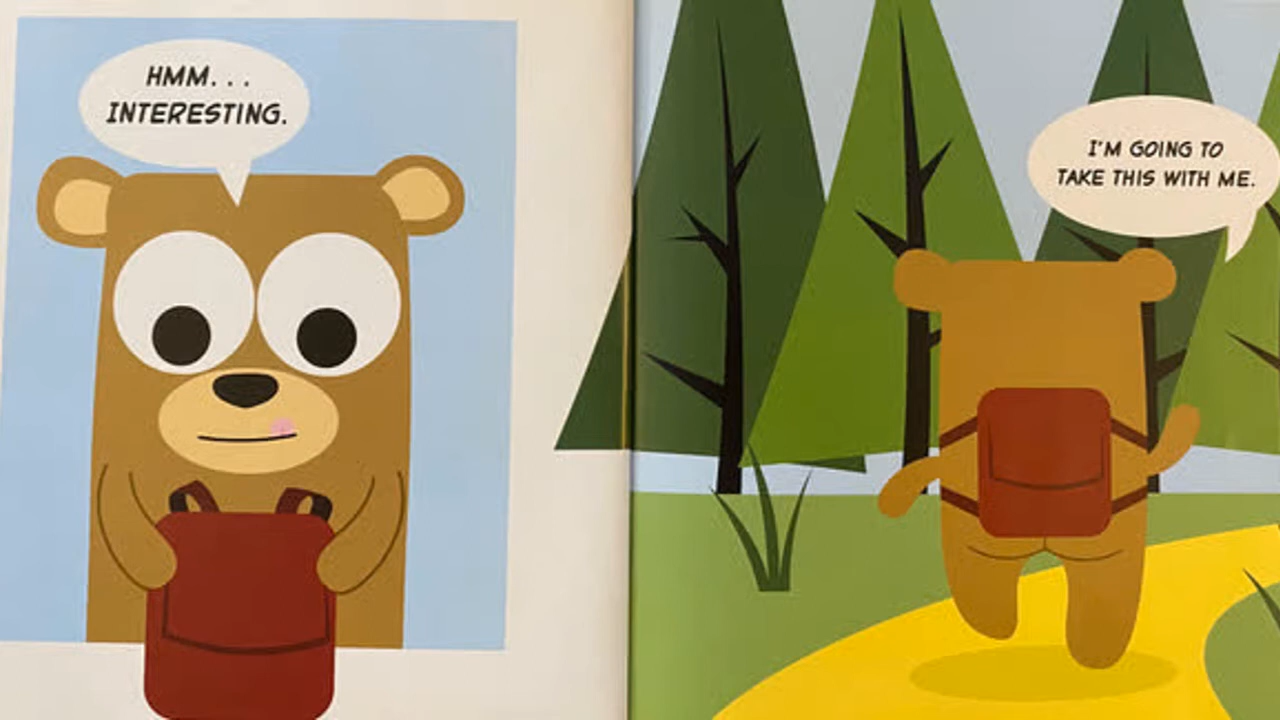 HMM. . .
INTERESTING.
I'M GOING TO
TAKE THIS WITH ME.